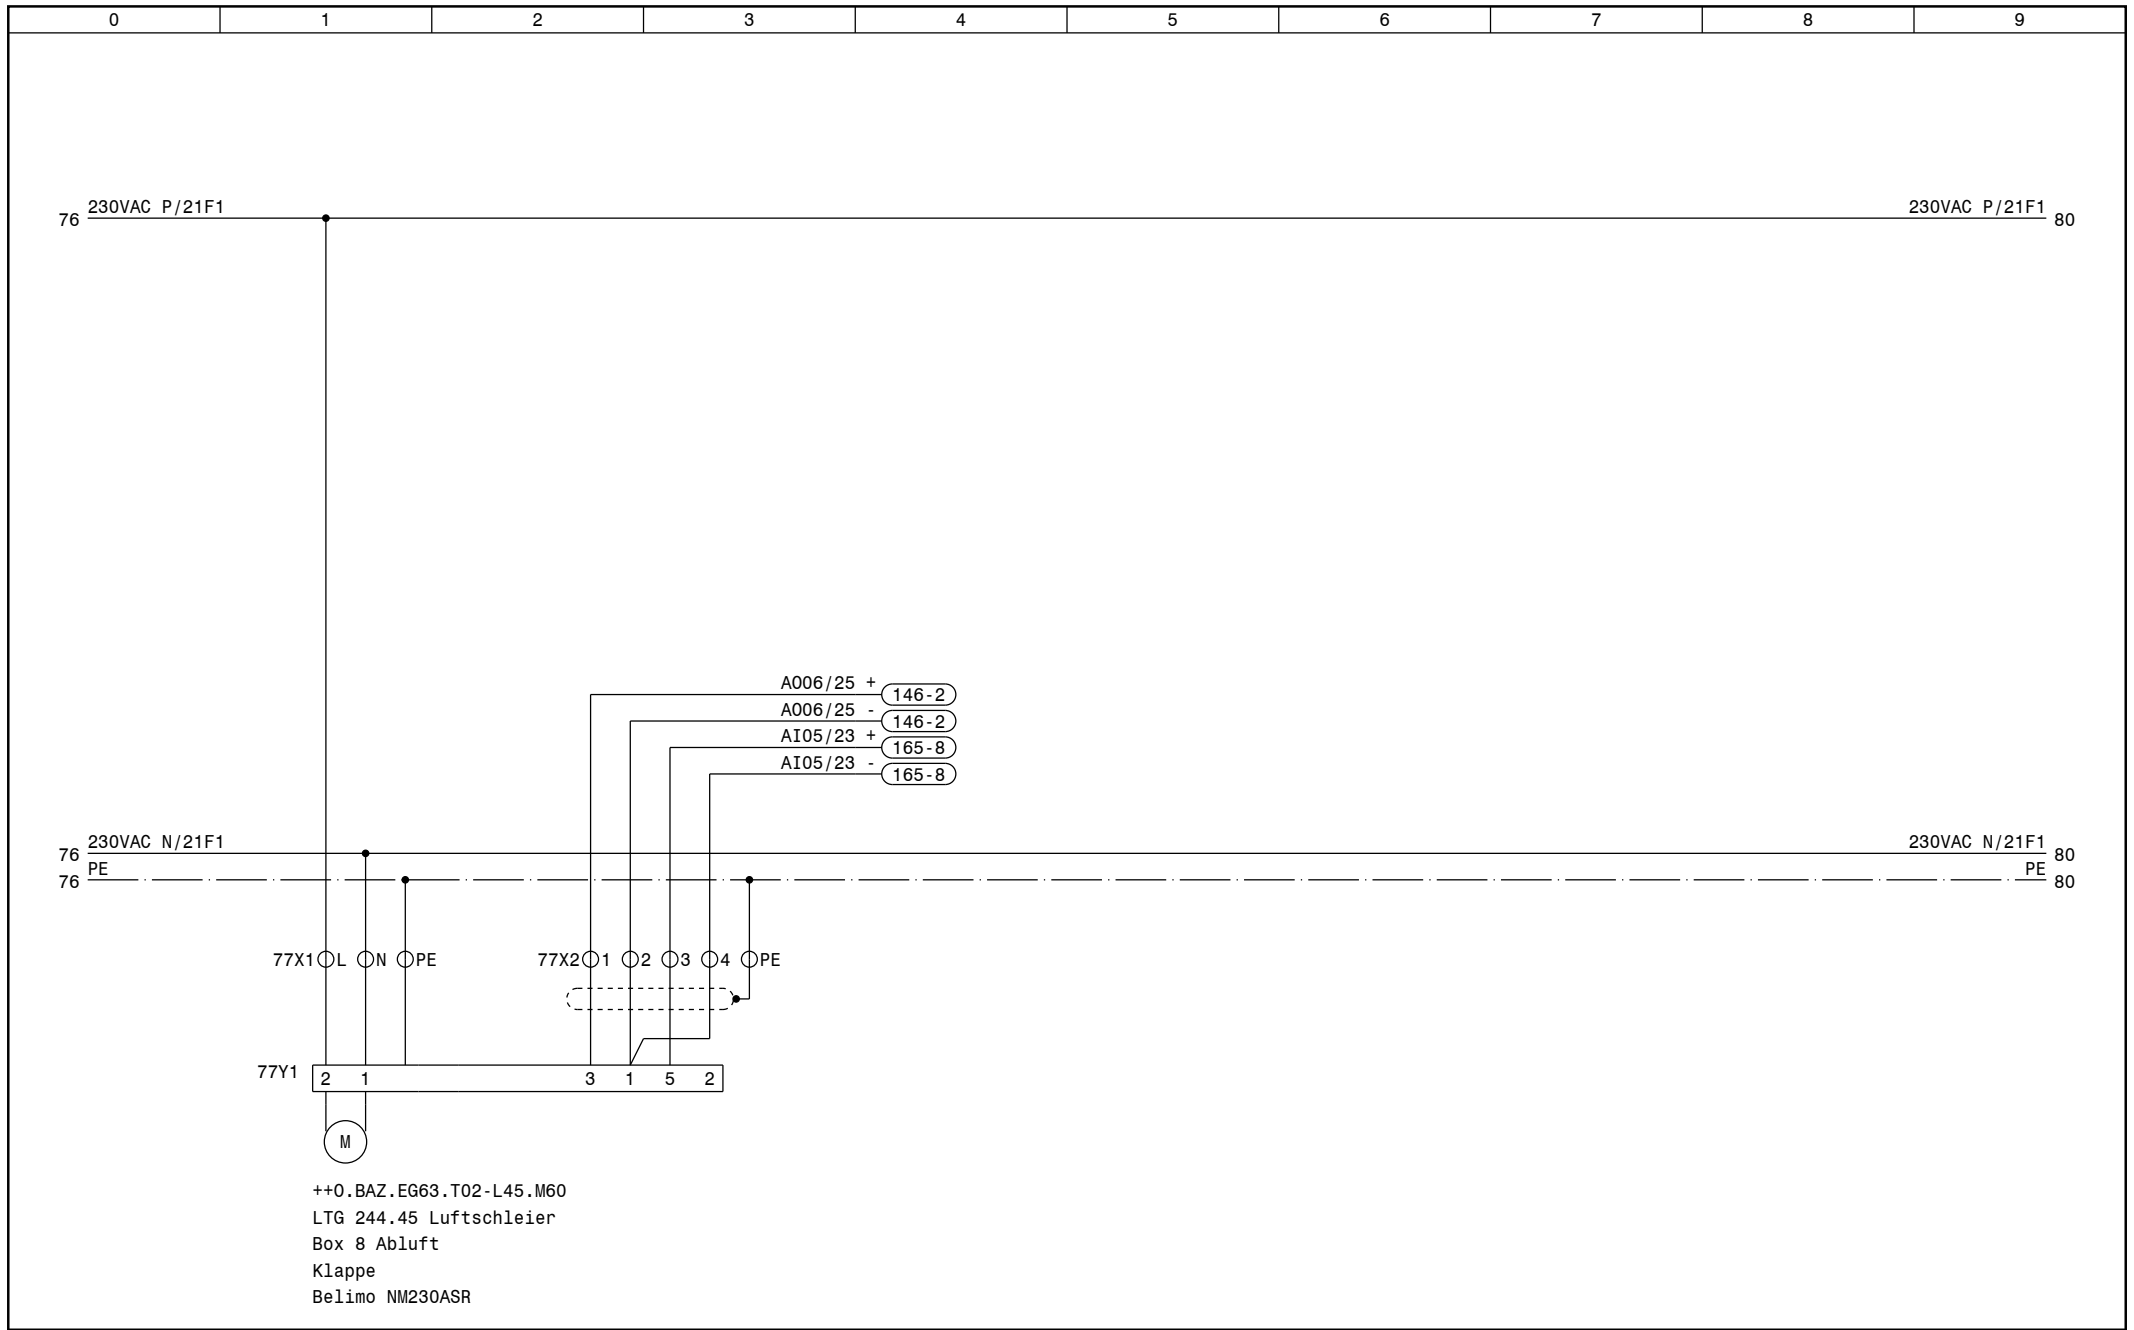 0 1 2 3 4 5 6 7 8 9
230VAC P/21F1 230VAC P/21F1
76 80
AO06/25 + 146-2
AO06/25 - 146-2
AI05/23 + 165-8
AI05/23 - 165-8
230VAC N/21F1 230VAC N/21F1
76 80
PE PE
76 80
77X1 L N PE 77X2 1 2 3 4 PE
77Y1 2 1 3 1 5 2
M
++0.BAZ.EG63.T02-L45.M60
LTG 244.45 Luftschleier
Box 8 Abluft
Klappe
Belimo NM230ASR